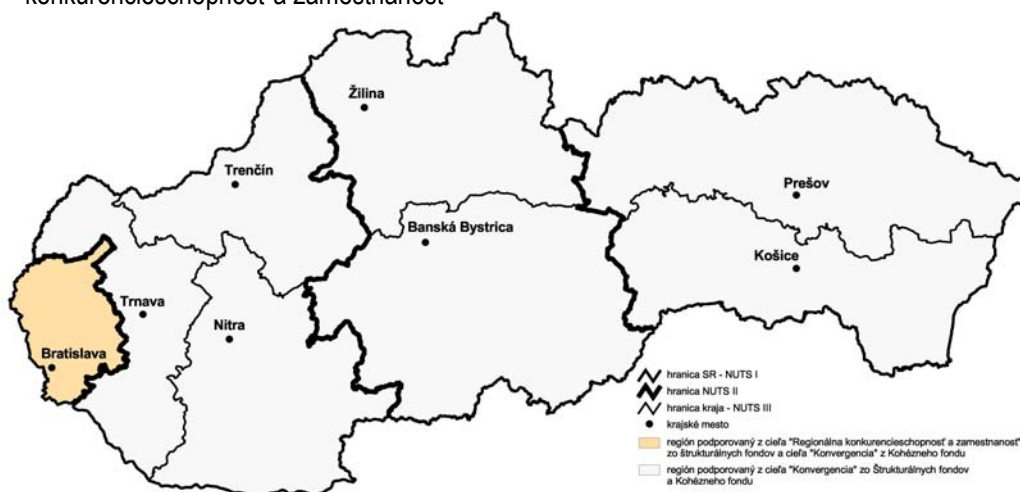 konkurencieschopnosť a zamestnanosť
Žilina
Trenčín
Prešov
Banská Bystrica
Košice
Trnava
Nitra
Bratislava
hranica SR - NUTS I
hranica NUTS II
hranica kraja - NUTS III
krajské mesto
región podporovaný z cieľa "Regionálna konkurencieschopnosť a zamestnanosť"
zo štrukturálnych fondov a cieľa "Konvergencia" z Kohézneho fondu
región podporovaný z cieľa "Konvergencia" zo Štrukturálnych fondov
a Kohézneho fondu